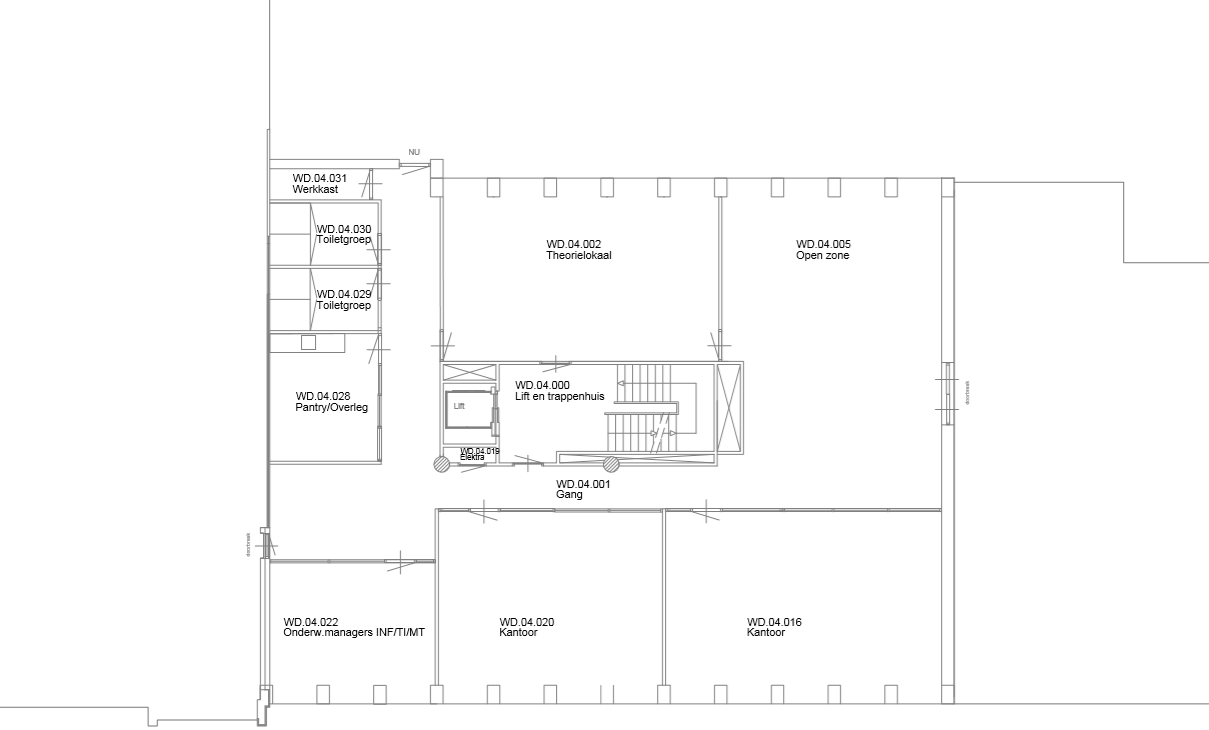 NU
WD.04.031
Werkkast
WD.04.030
Toiletgroep
WD.04.002
Theorielokaal
WD.04.005
Open zone
WD.04.029
Toiletgroep
WD.04.000
Lift en trappenhuis
WD.04.028
Pantry/Overleg
Lift
doorbraak
WD.04.019
Elektra
WD.04.001
Gang
doorbraak
WD.04.022
Onderw.managers INF/TI/MT
WD.04.020
Kantoor
WD.04.016
Kantoor